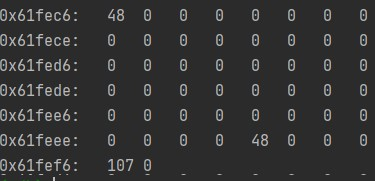 0x61fec6: 48 0 0 0 0 0 0 0
0x61fece: 0 0 0 0 0 0 0 0
0x61fed6: 0 0 0 0 0 0 0 0
0x61fede: 0 0 0 0 0 0 0 0
0x61fee6: 0 0 0 0 0 0 0 0
0x61feee: 0 0 0 0 48 0 0 0
0x61fef6: 107 0